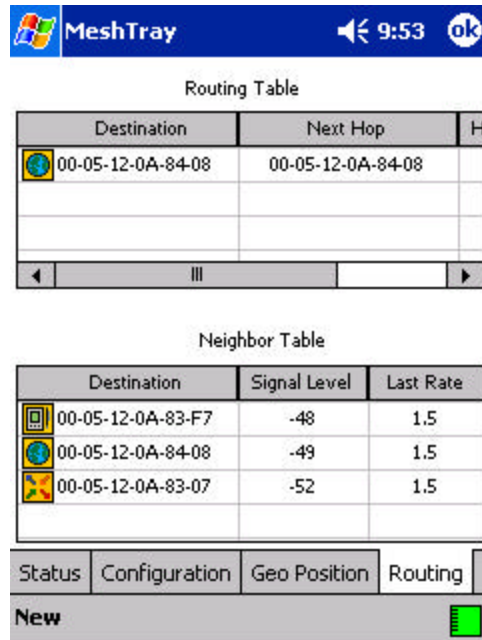 MeshTray 9:53 ok
Routing Table
Destination Next Hop H
00-05-12-0A-84-08 00-05-12-0A-84-08
Neighbor Table
Destination Signal Level Last Rate
00-05-12-0A-83-F7 -48 1.5
00-05-12-0A-84-08 -49 1.5
00-05-12-0A-83-07 -52 1.5
Status Configuration Geo Position Routing
New